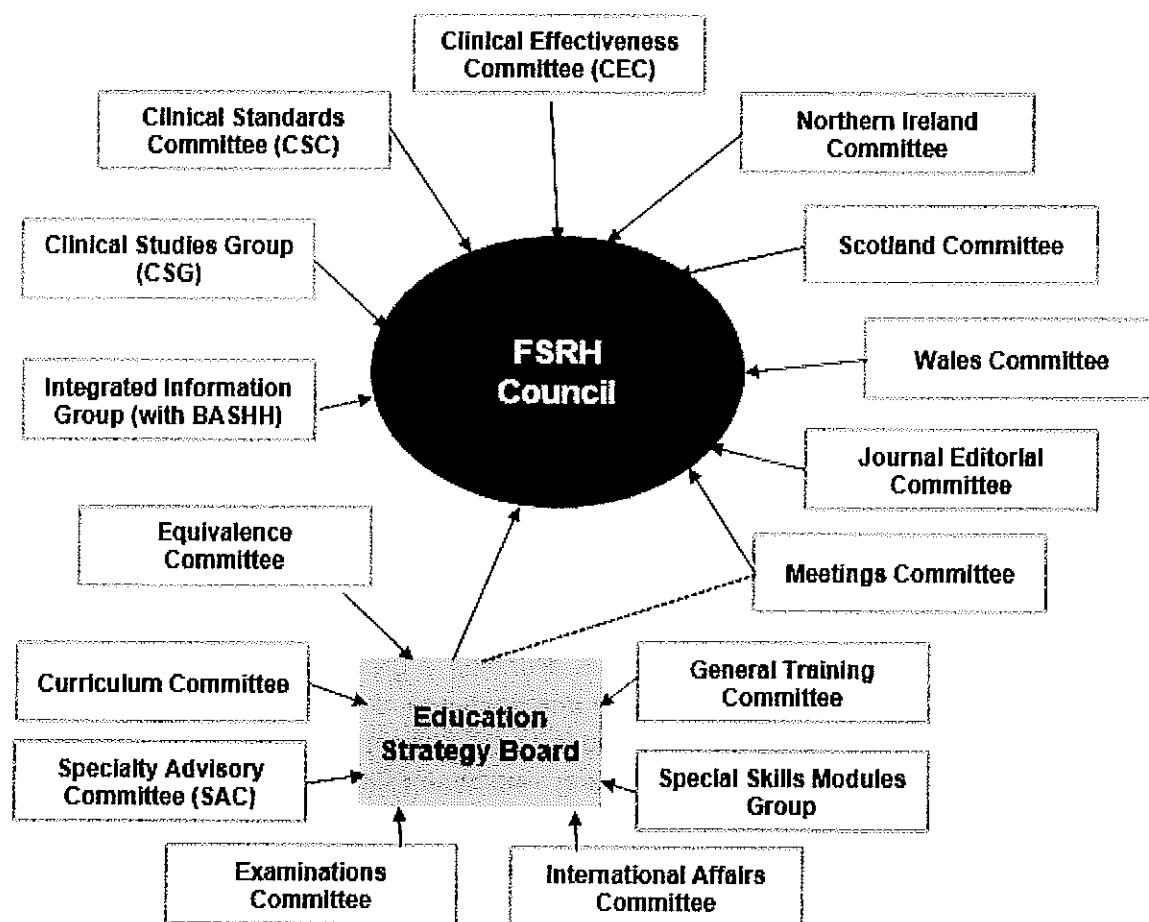 Clinical Effectiveness
Committee (CEC)
Clinical Standards
Committee (CSC)
Northern Ireland
Committee
Clinical Studies Group
(CSG)
Scotland Committee
FSRH
Council
Wales Committee
Integrated Information
Group (with BASHH)
Journal Editorial
Committee
Equivalence
Committee
Meetings Committee
Curriculum Committee
General Training
Committee
Education
Strategy Board
Specialty Advisory
Committee (SAC)
Special Skills Modules
Group
Examinations
Committee
International Affairs
Committee